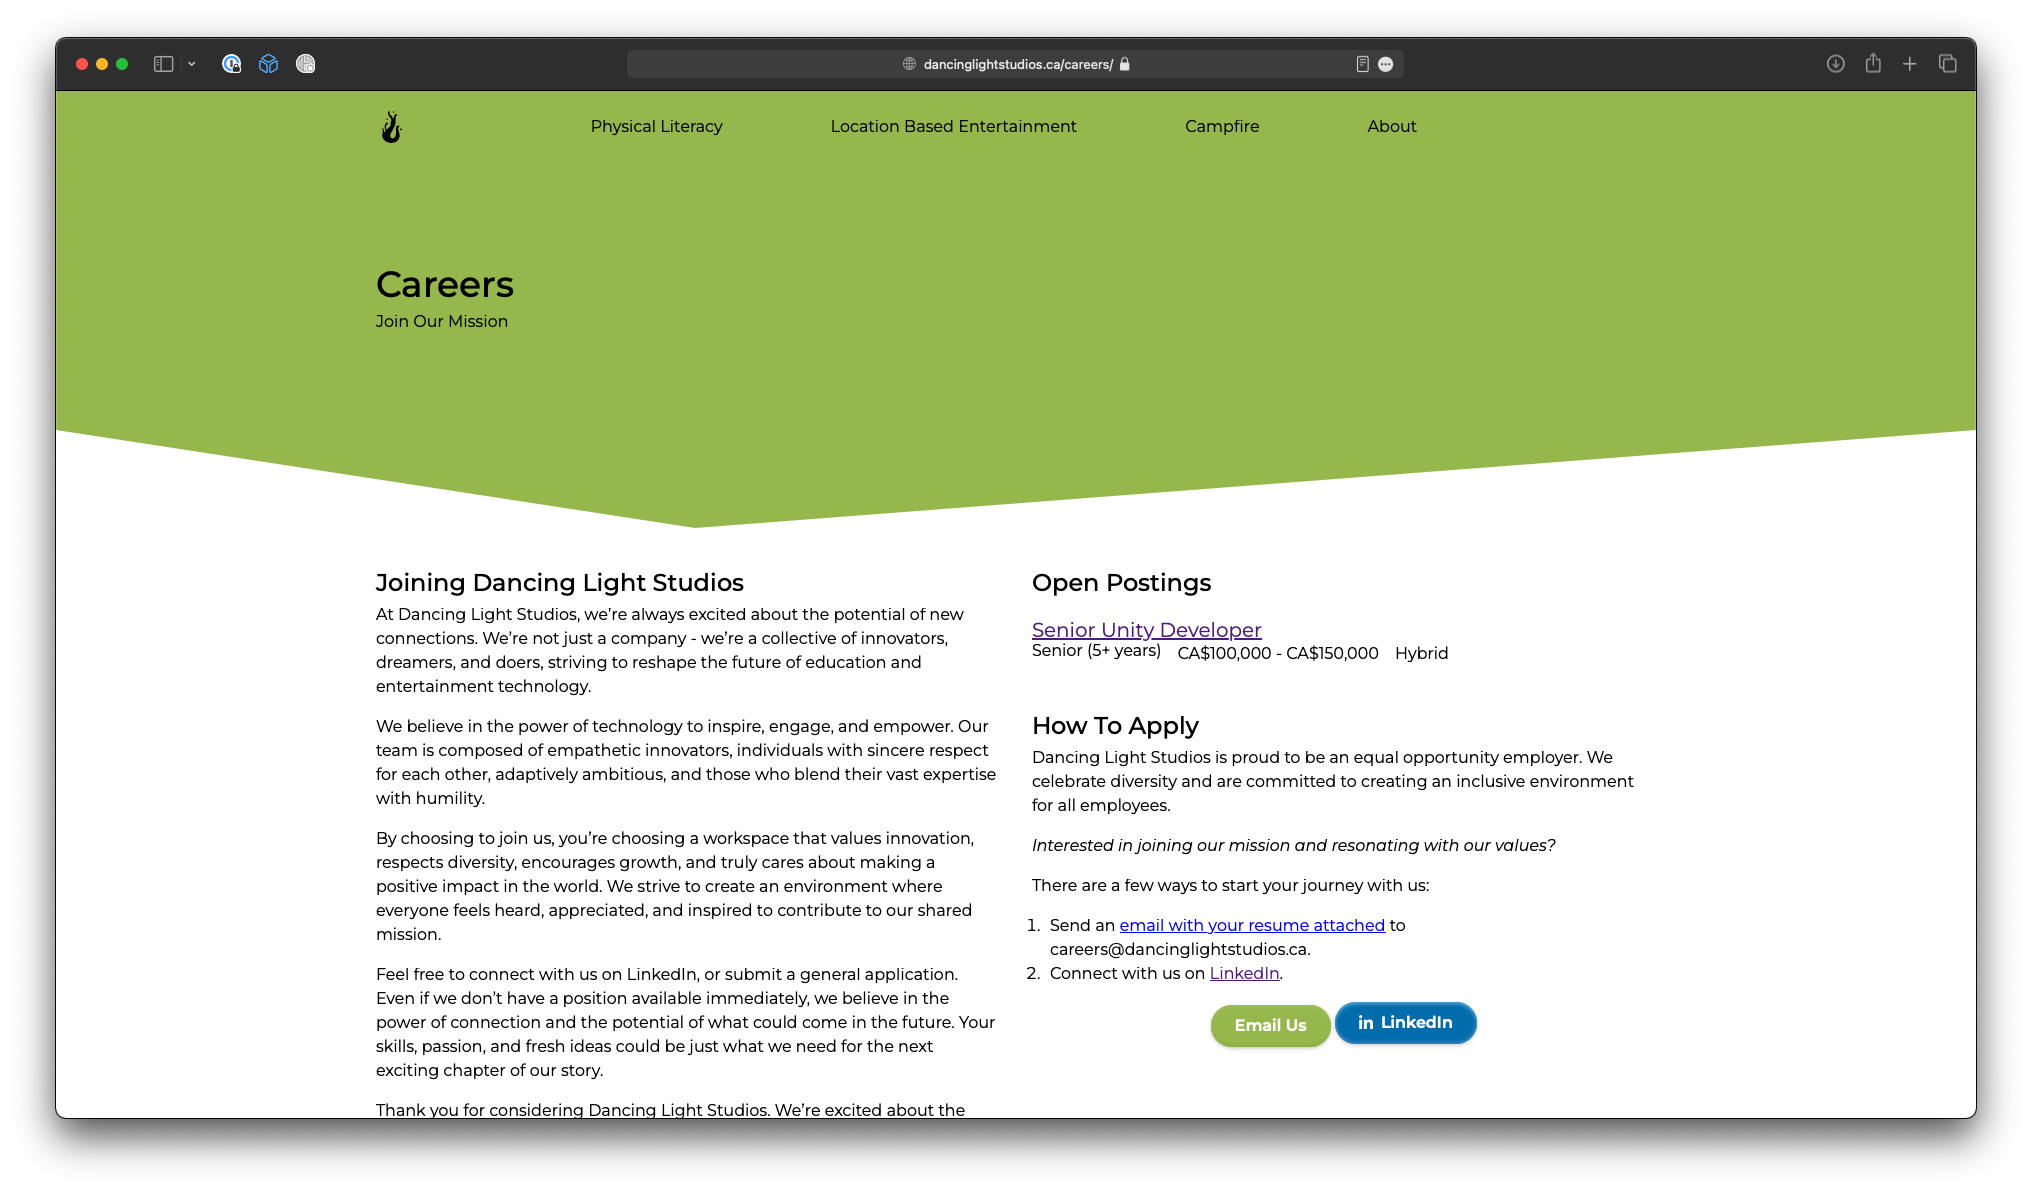 dancinglightstudios.ca/careers/
Physical Literacy
Location Based Entertainment
Campfire
About
Careers
Join Our Mission
Joining Dancing Light Studios
At Dancing Light Studios, we’re always excited about the potential of new
connections. We’re not just a company - we’re a collective of innovators,
dreamers, and doers, striving to reshape the future of education and
entertainment technology.
We believe in the power of technology to inspire, engage, and empower. Our
team is composed of empathetic innovators, individuals with sincere respect
for each other, adaptively ambitious, and those who blend their vast expertise
with humility.
By choosing to join us, you’re choosing a workspace that values innovation,
respects diversity, encourages growth, and truly cares about making a
positive impact in the world. We strive to create an environment where
everyone feels heard, appreciated, and inspired to contribute to our shared
mission.
Feel free to connect with us on LinkedIn, or submit a general application.
Even if we don’t have a position available immediately, we believe in the
power of connection and the potential of what could come in the future. Your
skills, passion, and fresh ideas could be just what we need for the next
exciting chapter of our story.
Thank you for considering Dancing Light Studios. We’re excited about the
Open Postings
Senior Unity Developer
Senior (5+ years) CA$100,000 - CA$150,000 Hybrid
How To Apply
Dancing Light Studios is proud to be an equal opportunity employer. We
celebrate diversity and are committed to creating an inclusive environment
for all employees.
Interested in joining our mission and resonating with our values?
There are a few ways to start your journey with us:
1. Send an email with your resume attached to
careers@dancinglightstudios.ca.
2. Connect with us on LinkedIn.
Email Us
in LinkedIn